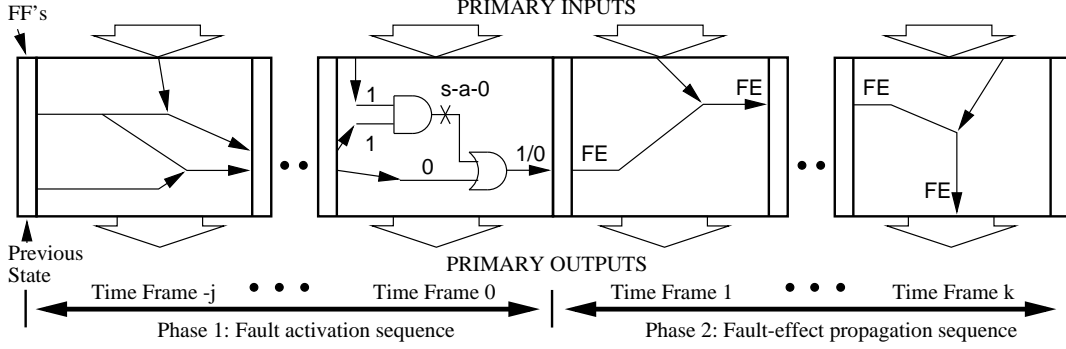 FF's
PRIMARY INPUTS
s-a-0
1
1
0
1/0
FE
FE
FE
FE
Previous
State
PRIMARY OUTPUTS
Time Frame -j
Time Frame 0
Time Frame 1
Time Frame k
Phase 1: Fault activation sequence
Phase 2: Fault-effect propagation sequence